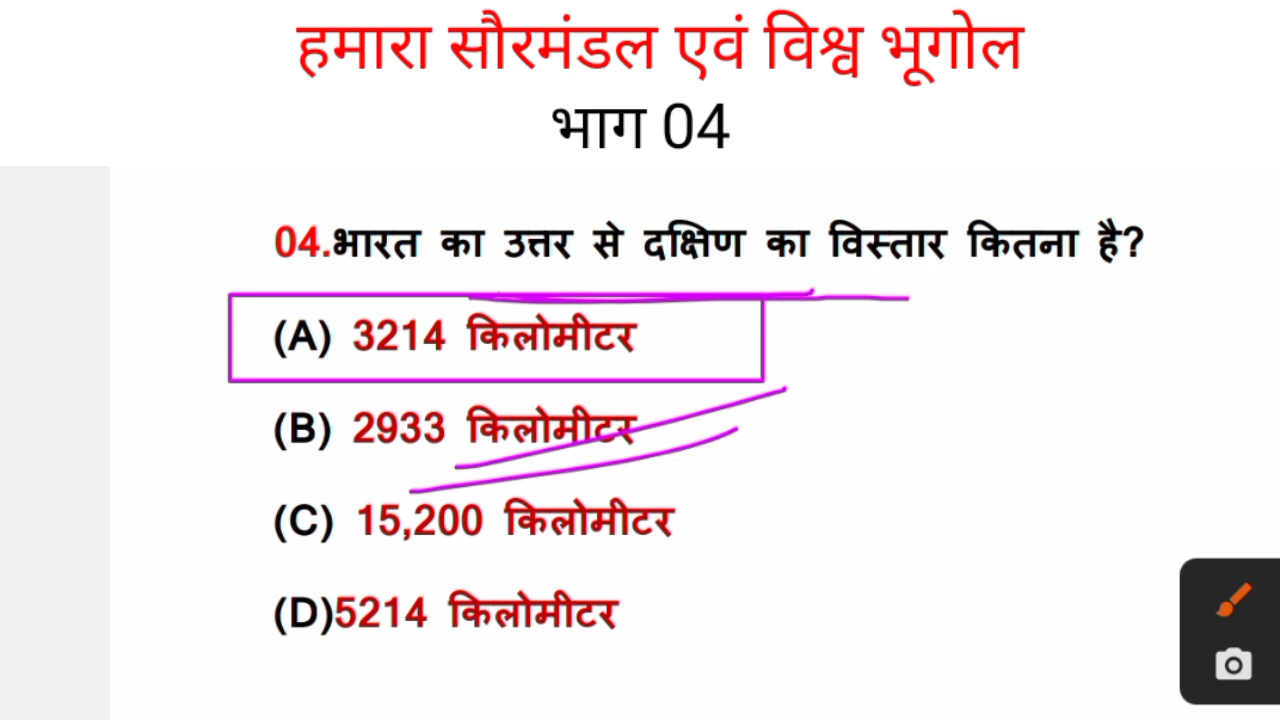 हमारा सौरमंडल एवं विश्व भूगोल
भाग 04
04.भारत का उत्तर से दक्षिण का विस्तार कितना है?
(A) 3214 किलोमीटर
(B) 2933 किलोमीटर
(C) 15,200 किलोमीटर
(D)5214 किलोमीटर